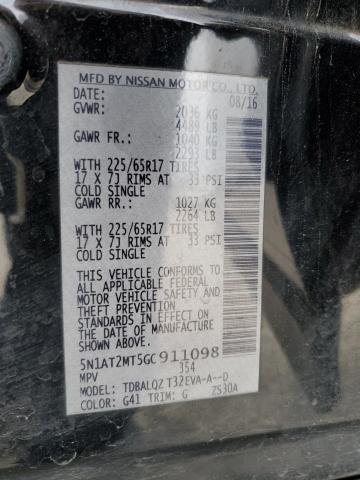 MFD BY NISSAN MOTOR CO., LTD.
DATE: 08/16
GVWR: 2036 KG
4489 LB
GAWR FR: 1040 KG
2293 LB
WITH 225/65R17 TIRES
17 X 7J RIMS AT 33 PSI
COLD SINGLE
GAWR RR: 1027 KG
2264 LB
WITH 225/65R17 TIRES
17 X 7J RIMS AT 33 PSI
COLD SINGLE
THIS VEHICLE CONFORMS TO
ALL APPLICABLE FEDERAL
MOTOR VEHICLE SAFETY,
THEFT PREVENTION
STANDARDS IN EFFECT ON
THE DATE OF MANUFACTURE
SHOWN ABOVE.
5N1AT2MT5GC911098
MPV 354
TDBALQZ T32EVA-A--D
COLOR: G41 TRIM: G ZS30A